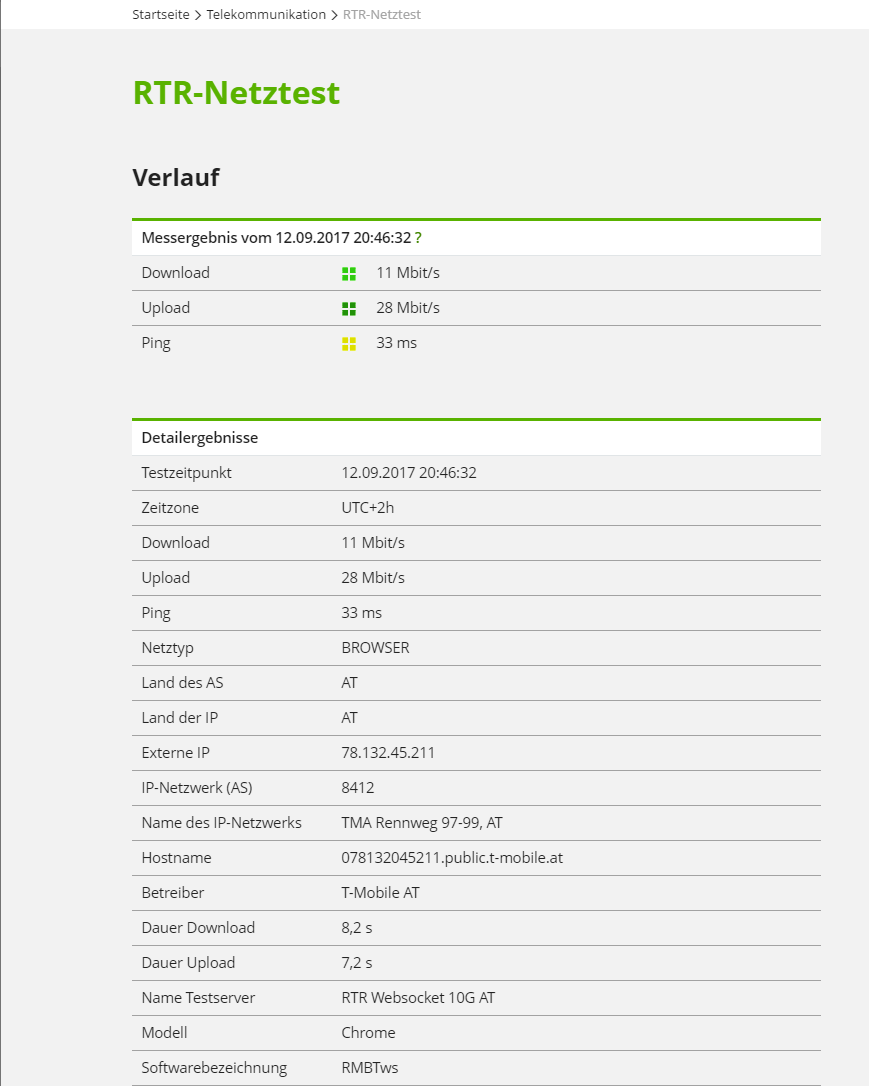 Startseite > Telekommunikation > RTR-Netztest
RTR-Netztest
Verlauf
Messergebnis vom 12.09.2017 20:46:32 ?
Download 11 Mbit/s
Upload 28 Mbit/s
Ping 33 ms
Detailergebnisse
Testzeitpunkt 12.09.2017 20:46:32
Zeitzone UTC+2h
Download 11 Mbit/s
Upload 28 Mbit/s
Ping 33 ms
Netztyp BROWSER
Land des AS AT
Land der IP AT
Externe IP 78.132.45.211
IP-Netzwerk (AS) 8412
Name des IP-Netzwerks TMA Rennweg 97-99, AT
Hostname 078132045211.public.t-mobile.at
Betreiber T-Mobile AT
Dauer Download 8,2 s
Dauer Upload 7,2 s
Name Testserver RTR Websocket 10G AT
Modell Chrome
Softwarebezeichnung RMBTws